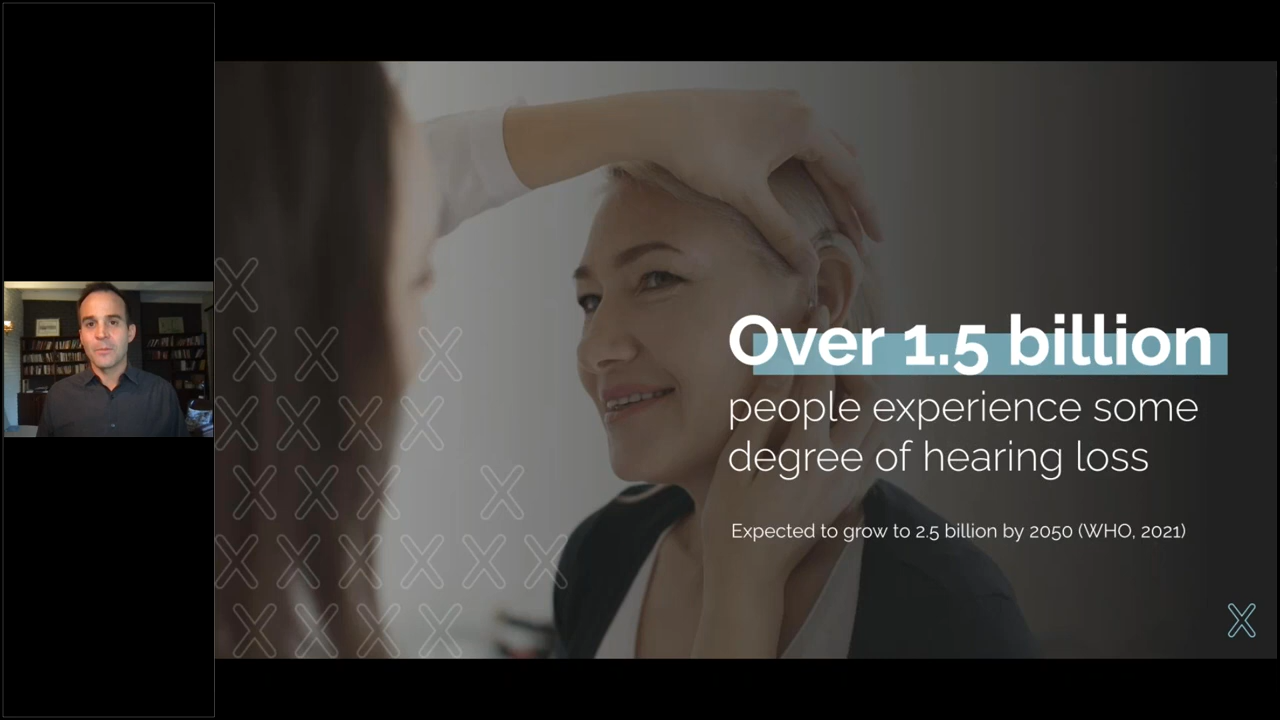 Over 1.5 billion
people experience some
degree of hearing loss
Expected to grow to 2.5 billion by 2050 (WHO, 2021)